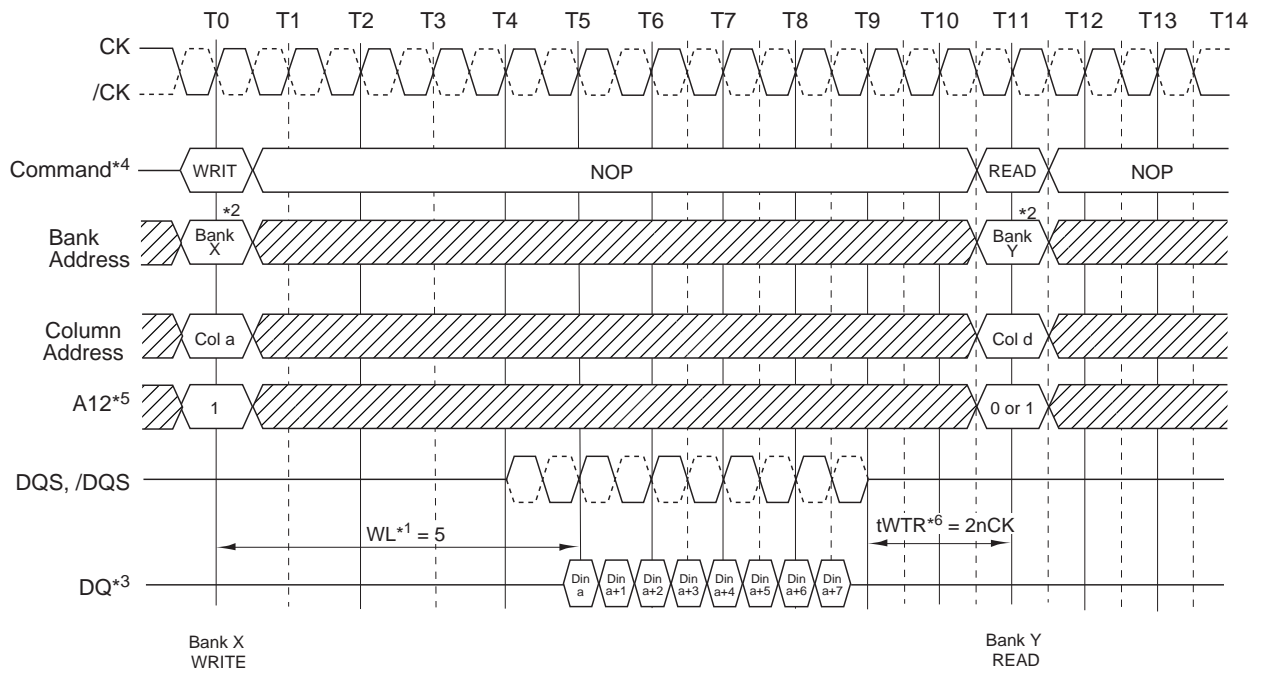 T0 T1 T2 T3 T4 T5 T6 T7 T8 T9 T10 T11 T12 T13 T14
CK
/CK
Command*4 WRIT NOP READ NOP
*2 *2
Bank
Address
Bank
X
Bank
Y
Column
Address
Col a Col d
A12*5 1 0 or 1
DQS, /DQS
WL*1 = 5 tWTR*6 = 2nCK
DQ*3
Din
a
Din
a+1
Din
a+2
Din
a+3
Din
a+4
Din
a+5
Din
a+6
Din
a+7
Bank X
WRITE
Bank Y
READ